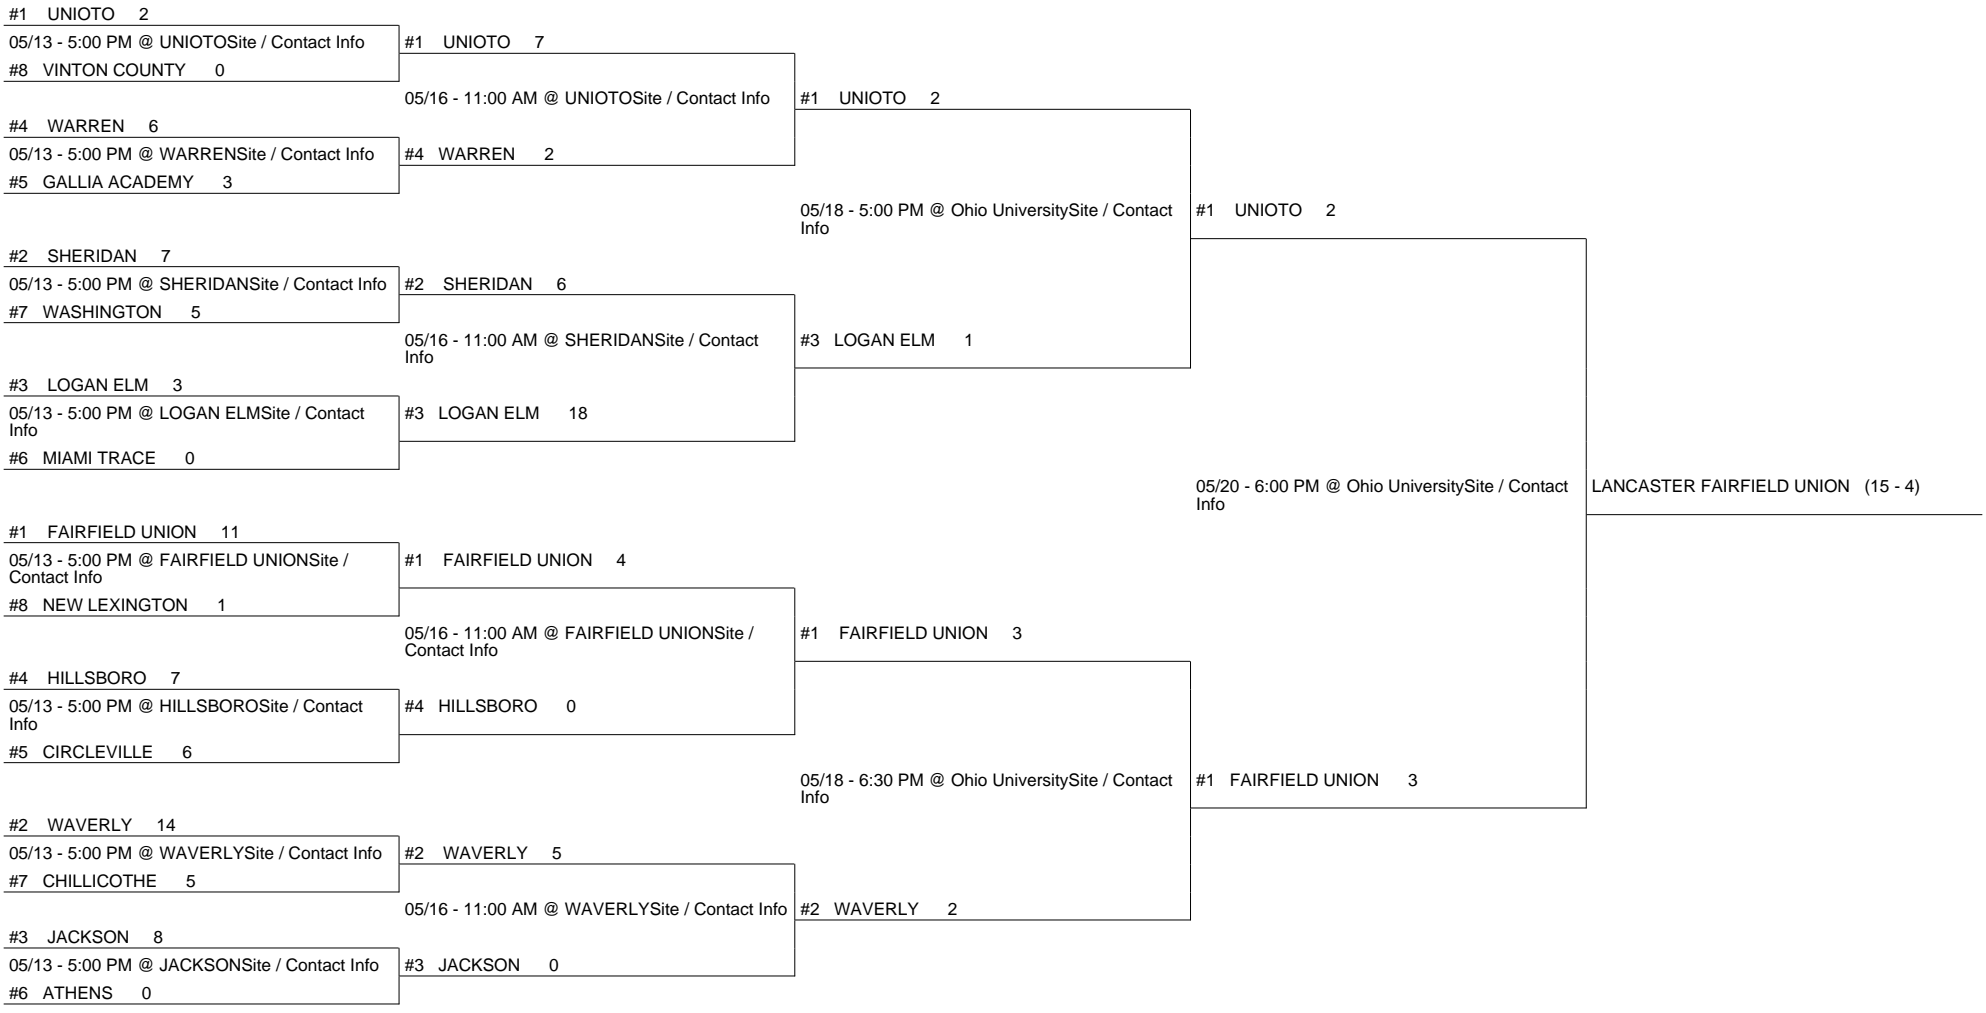 #1 UNIOTO 2
05/13 - 5:00 PM @ UNIOTOSite / Contact Info
#8 VINTON COUNTY 0
#4 WARREN 6
05/13 - 5:00 PM @ WARRENSite / Contact Info
#5 GALLIA ACADEMY 3
#2 SHERIDAN 7
05/13 - 5:00 PM @ SHERIDANSite / Contact Info
#7 WASHINGTON 5
#3 LOGAN ELM 3
05/13 - 5:00 PM @ LOGAN ELMSite / Contact
Info
#6 MIAMI TRACE 0
#1 FAIRFIELD UNION 11
05/13 - 5:00 PM @ FAIRFIELD UNIONSite /
Contact Info
#8 NEW LEXINGTON 1
#4 HILLSBORO 7
05/13 - 5:00 PM @ HILLSBOROSite / Contact
Info
#5 CIRCLEVILLE 6
#2 WAVERLY 14
05/13 - 5:00 PM @ WAVERLYSite / Contact Info
#7 CHILLICOTHE 5
#3 JACKSON 8
05/13 - 5:00 PM @ JACKSONSite / Contact Info
#6 ATHENS 0
#1 UNIOTO 7
05/16 - 11:00 AM @ UNIOTOSite / Contact Info
#4 WARREN 2
#2 SHERIDAN 6
05/16 - 11:00 AM @ SHERIDANSite / Contact
Info
#3 LOGAN ELM 18
#1 FAIRFIELD UNION 4
05/16 - 11:00 AM @ FAIRFIELD UNIONSite /
Contact Info
#4 HILLSBORO 0
#2 WAVERLY 5
05/16 - 11:00 AM @ WAVERLYSite / Contact Info
#3 JACKSON 0
#1 UNIOTO 2
05/18 - 5:00 PM @ Ohio UniversitySite / Contact
Info
#3 LOGAN ELM 1
#1 FAIRFIELD UNION 3
05/18 - 6:30 PM @ Ohio UniversitySite / Contact
Info
#2 WAVERLY 2
#1 UNIOTO 2
05/20 - 6:00 PM @ Ohio UniversitySite / Contact
Info
#1 FAIRFIELD UNION 3
LANCASTER FAIRFIELD UNION (15 - 4)